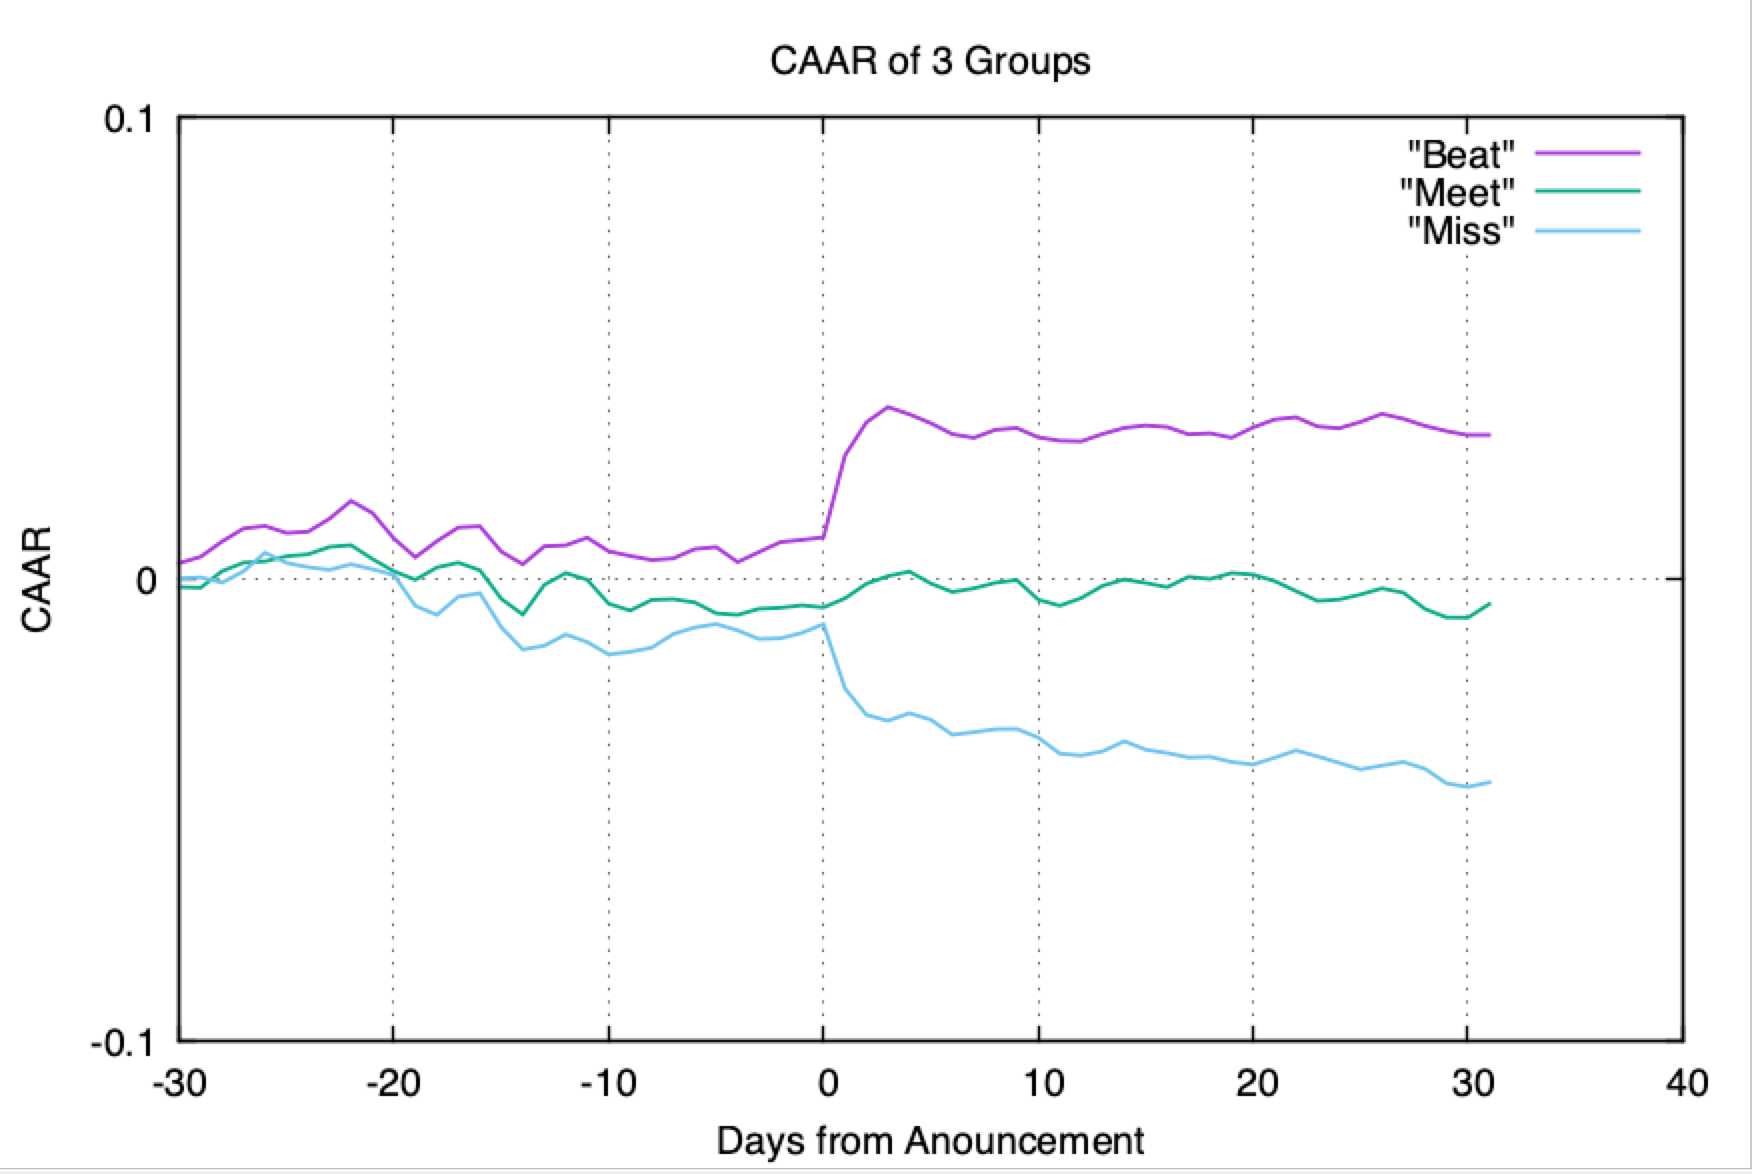 CAAR of 3 Groups
0.1
"Beat"
"Meet"
"Miss"
CAAR
0
-0.1
-30 -20 -10 0 10 20 30 40
Days from Anouncement